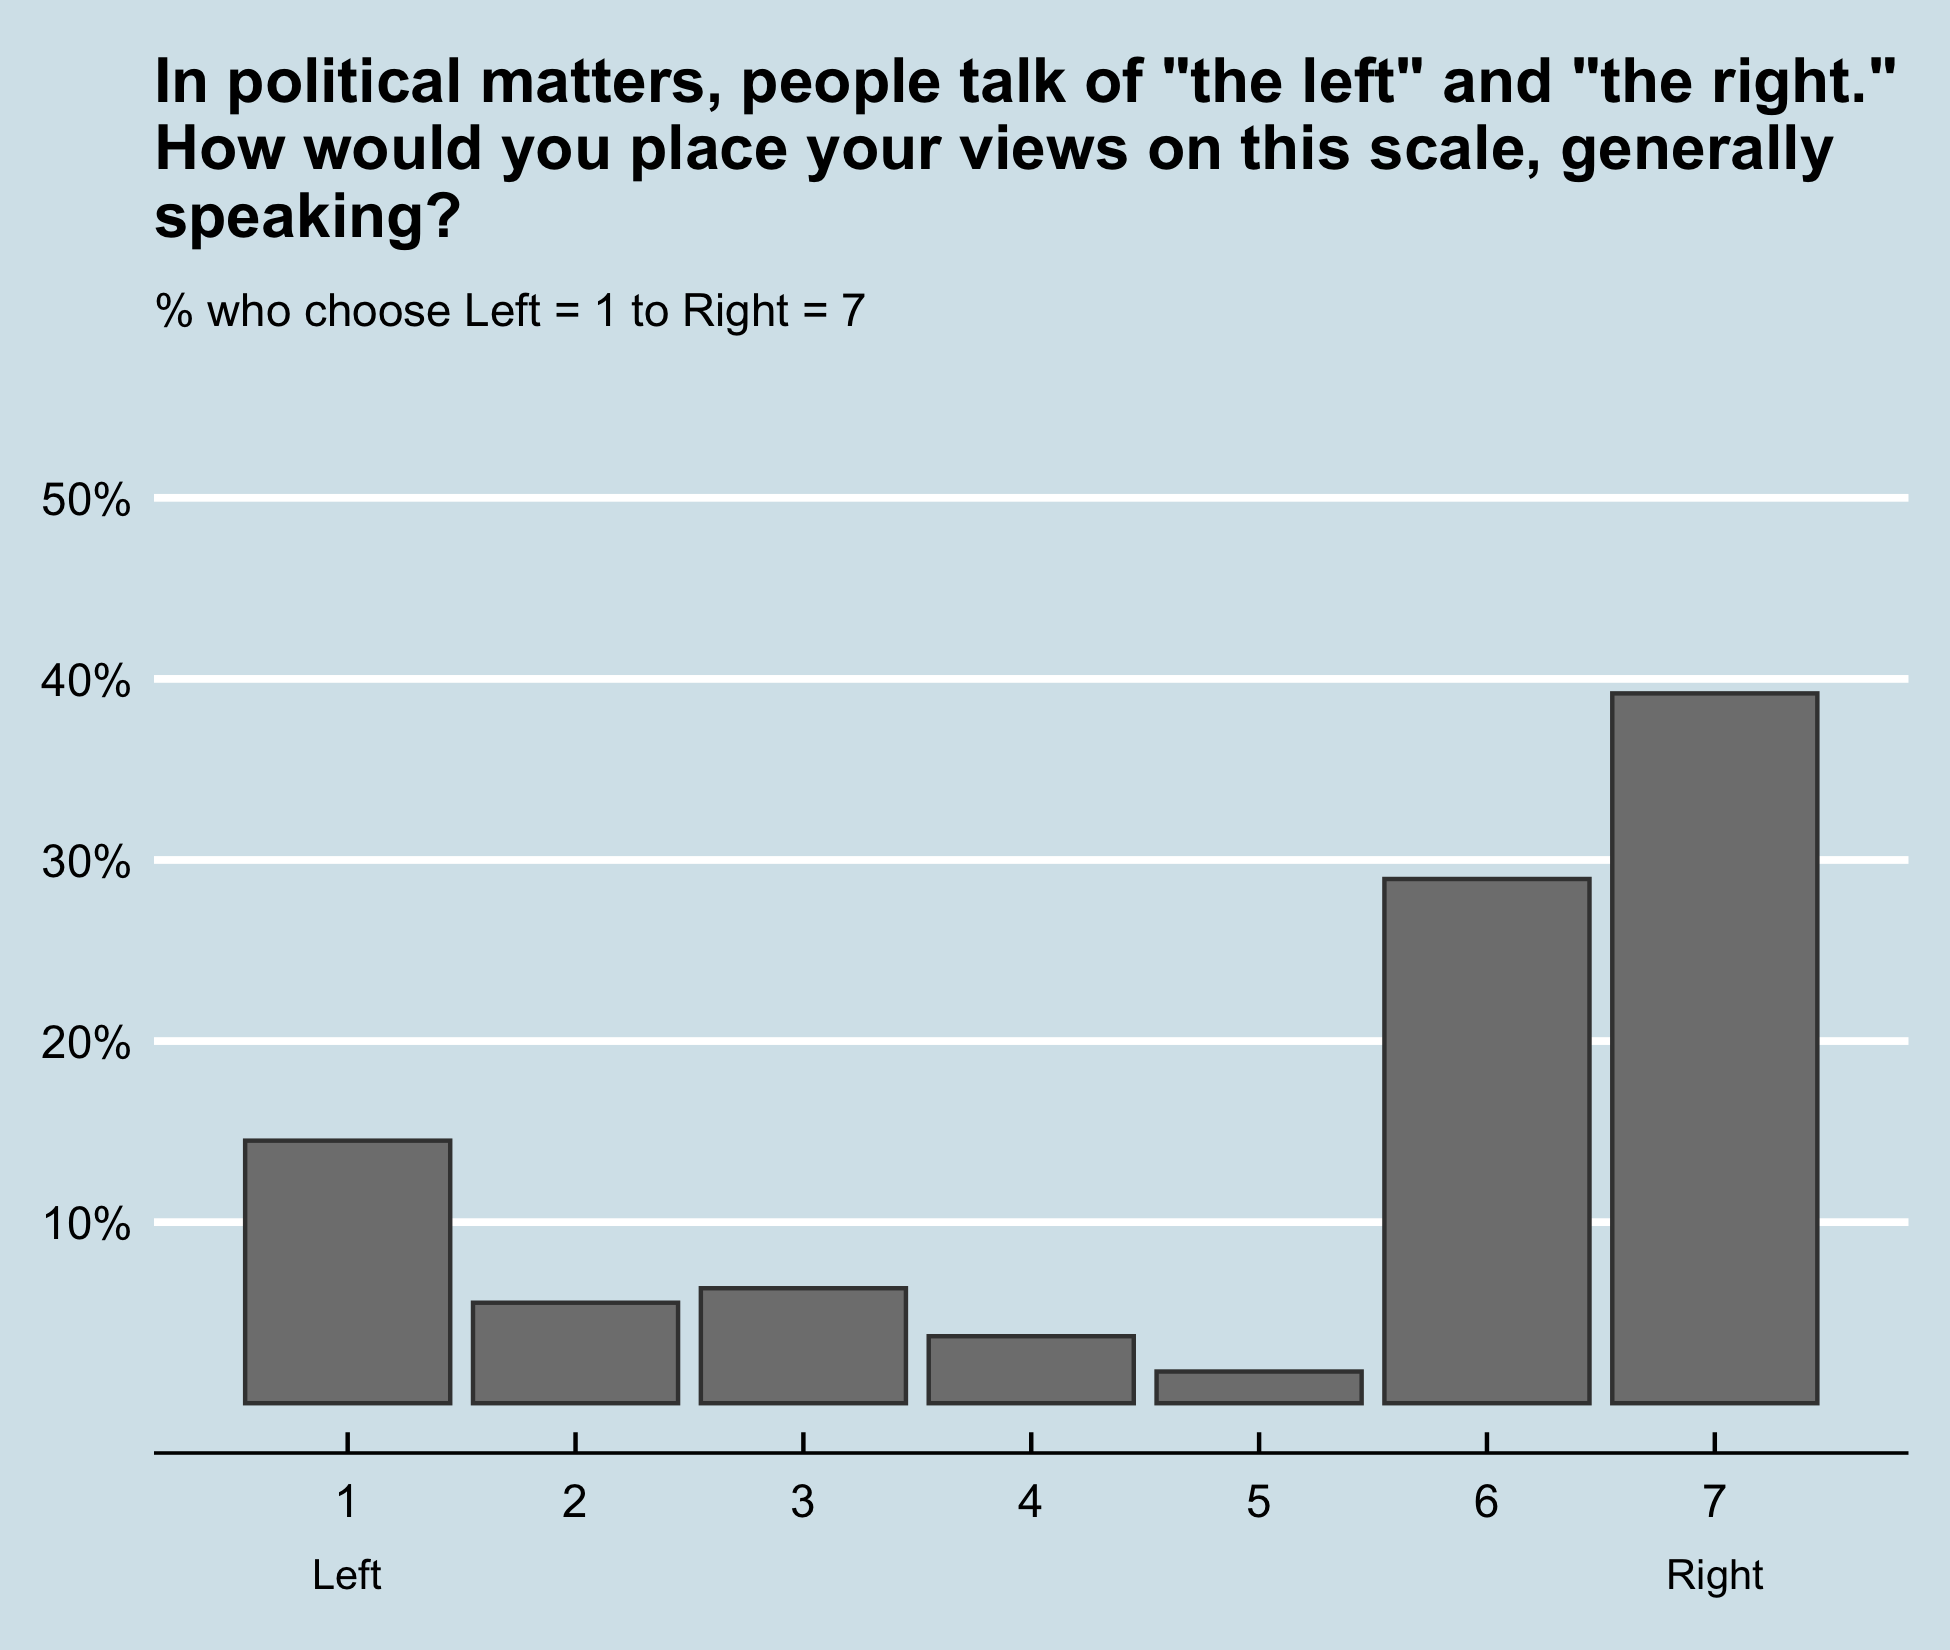 In political matters, people talk of "the left" and "the right."
How would you place your views on this scale, generally
speaking?
% who choose Left = 1 to Right = 7
50%
40%
30%
20%
10%
1 2 3 4 5 6 7
Left Right